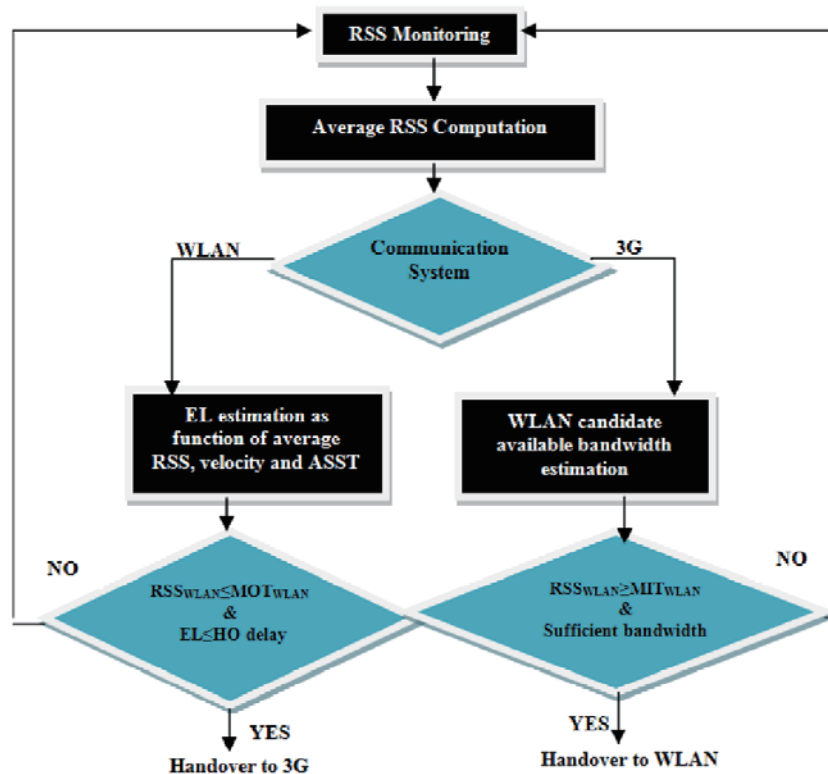 RSS Monitoring
Average RSS Computation
Communication
System
WLAN
3G
EL estimation as
function of average
RSS, velocity and ASST
WLAN candidate
available bandwidth
estimation
NO
RSSWLAN≤MOTWLAN
&
EL≤HO delay
YES
Handover to 3G
NO
RSSWLAN≥MITWLAN
&
Sufficient bandwidth
YES
Handover to WLAN